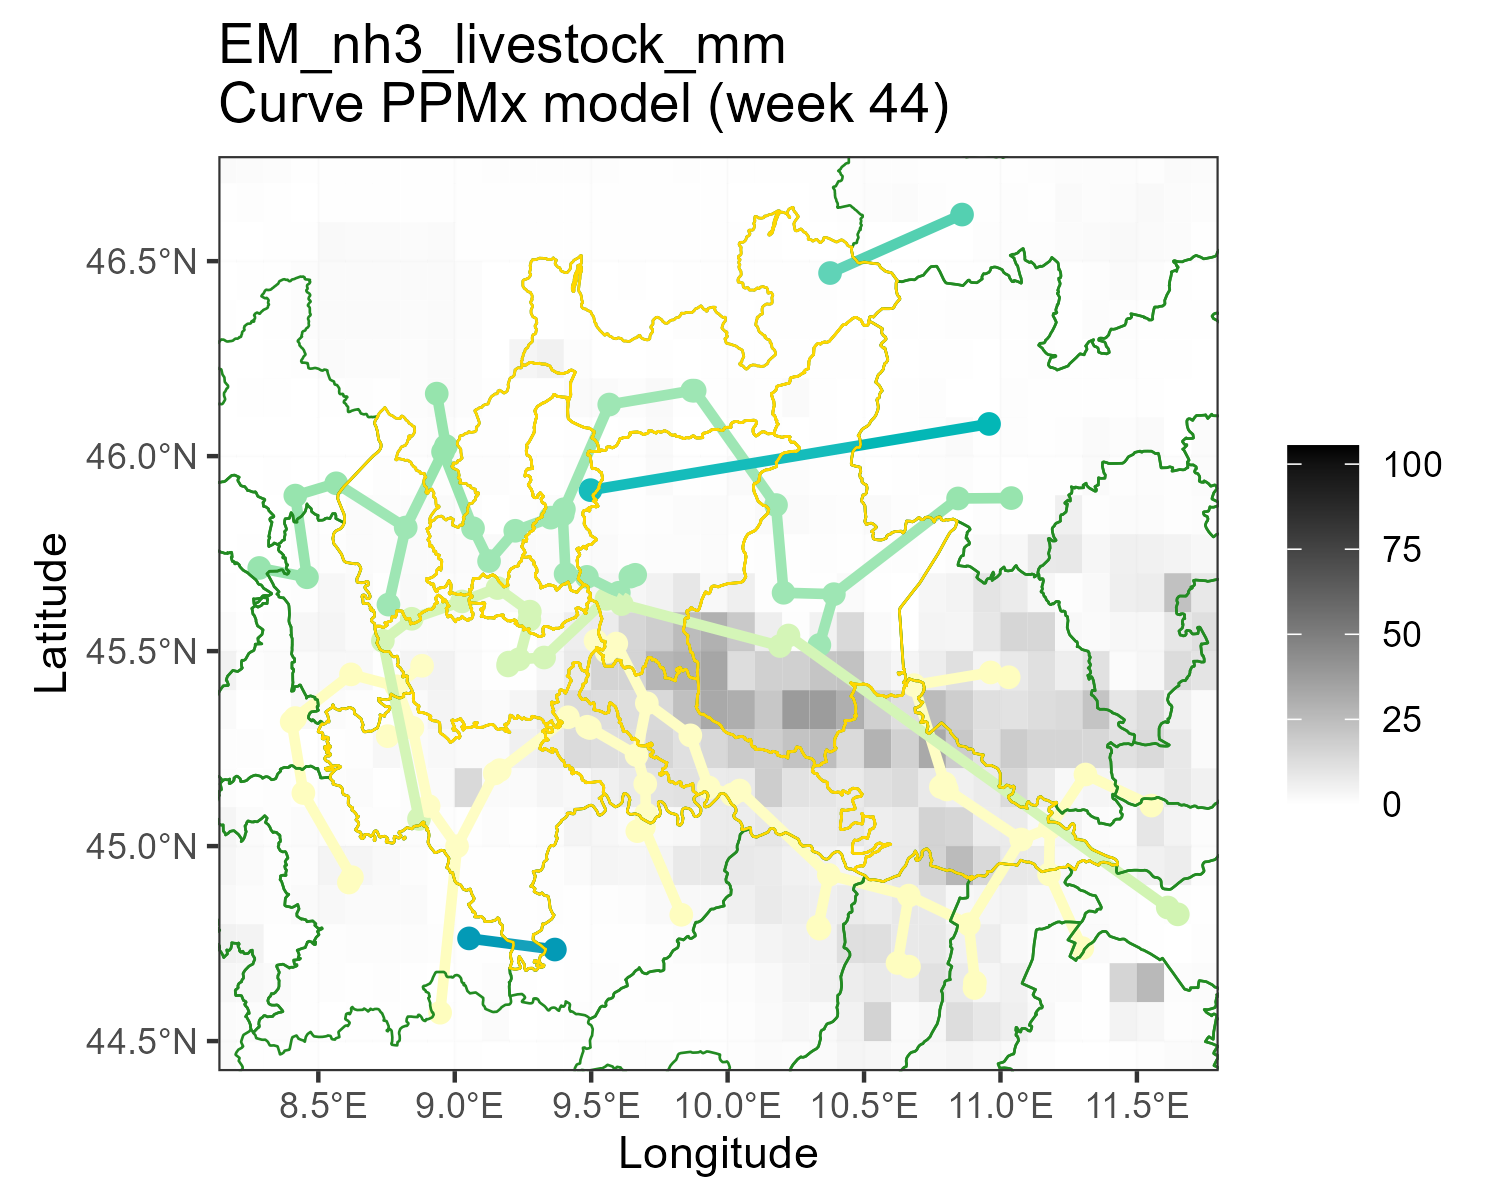 EM_nh3_livestock_mm
Curve PPMx model (week 44)
46.5°N
46.0°N
45.5°N
45.0°N
44.5°N
Latitude
8.5°E 9.0°E 9.5°E 10.0°E 10.5°E 11.0°E 11.5°E
Longitude
100
75
50
25
0